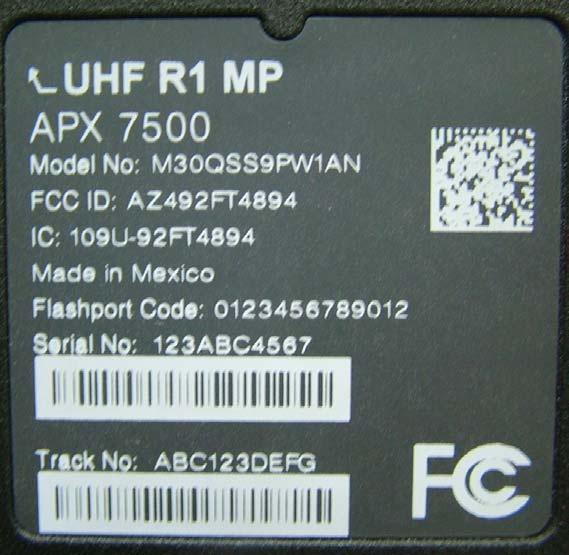 UHF R1 MP
APX 7500
Model No: M30QSS9PW1AN
FCC ID: AZ492FT4894
IC: 109U-92FT4894
Made in Mexico
Flashport Code: 0123456789012
Serial No: 123ABC4567
Track No: ABC123DEFG
FC